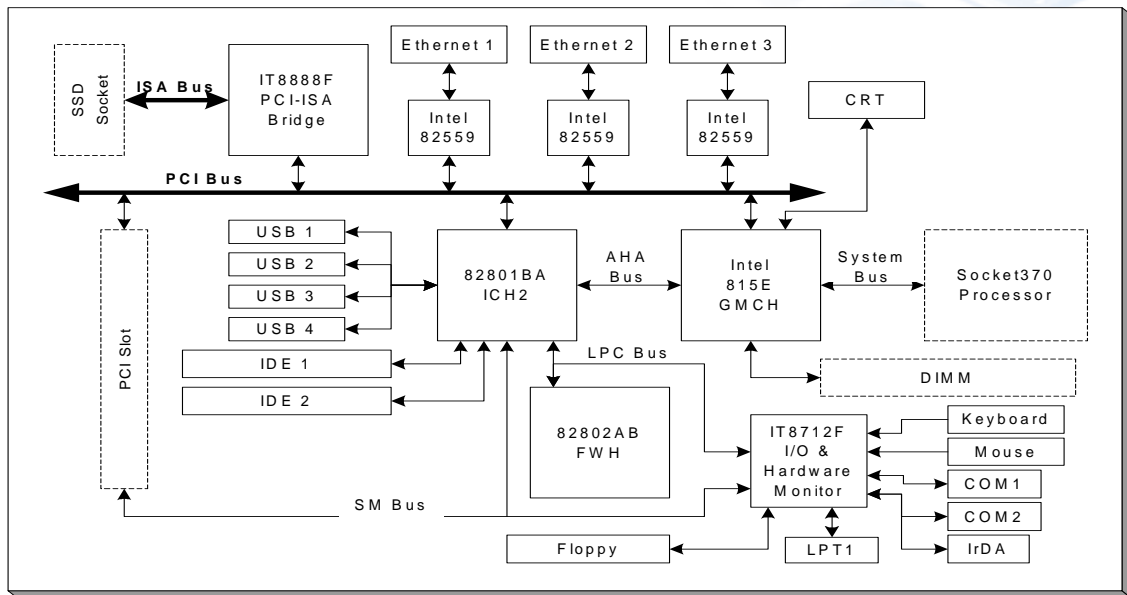 Ethernet 1
Ethernet 2
Ethernet 3
SSD
Socket
ISA Bus
IT8888F
PCI-ISA
Bridge
Intel
82559
Intel
82559
Intel
82559
CRT
PCI Bus
USB 1
USB 2
USB 3
USB 4
82801BA
ICH2
AHA
Bus
Intel
815E
GMCH
System
Bus
Socket370
Processor
PCI Slot
IDE 1
IDE 2
LPC Bus
DIMM
82802AB
FWH
IT8712F
I/O &
Hardware
Monitor
Keyboard
Mouse
COM1
COM2
IrDA
SM Bus
Floppy
LPT1